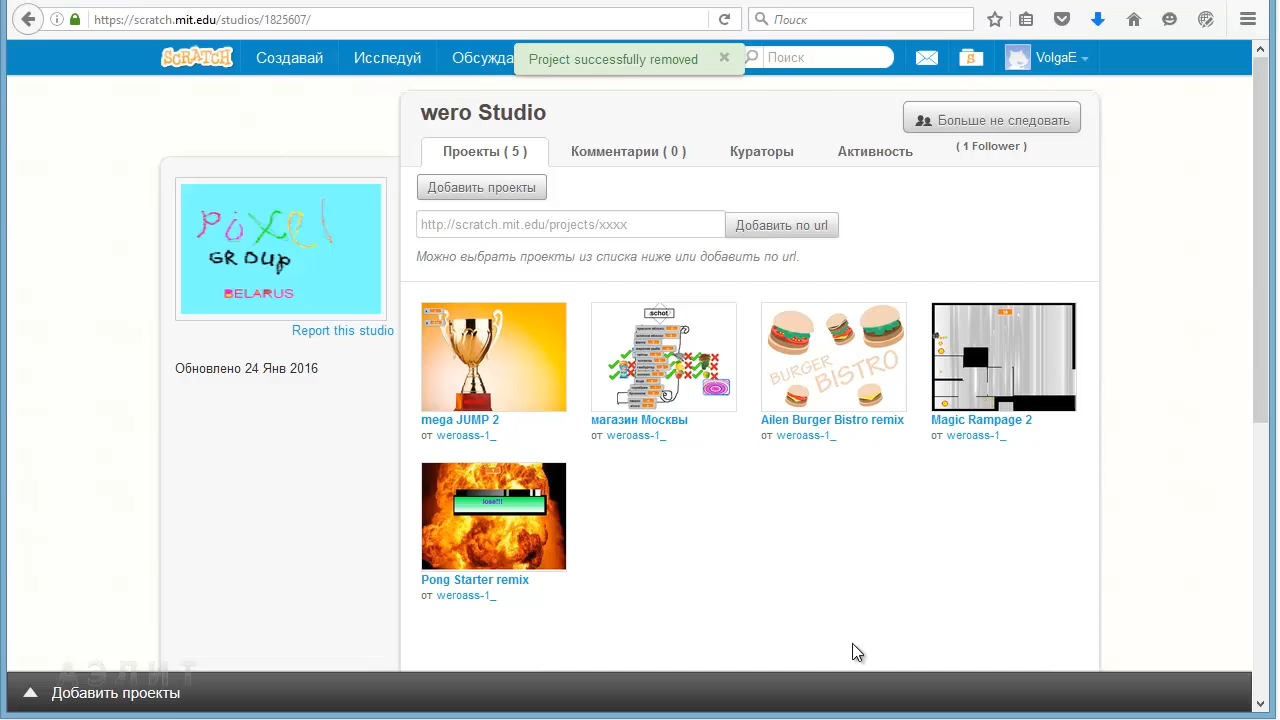 https://scratch.mit.edu/studios/1825607/
Поиск
SCRATCH
Создавай
Исследуй
Обсужда
Project successfully removed
Поиск
VolgaE
wero Studio
Больше не следовать
( 1 Follower )
Проекты ( 5 )
Комментарии ( 0 )
Кураторы
Активность
Добавить проекты
http://scratch.mit.edu/projects/xxxx
Добавить по url
Можно выбрать проекты из списка ниже или добавить по url.
PiXel
GROUP
BELARUS
Report this studio
Обновлено 24 Янв 2016
schot
BURGER
BISTRO
mega JUMP 2
от weroass-1_
магазин Москвы
от weroass-1_
Ailen Burger Bistro remix
от weroass-1_
Magic Rampage 2
от weroass-1_
lose!!!
Pong Starter remix
от weroass-1_
АЭЛИТ
Добавить проекты